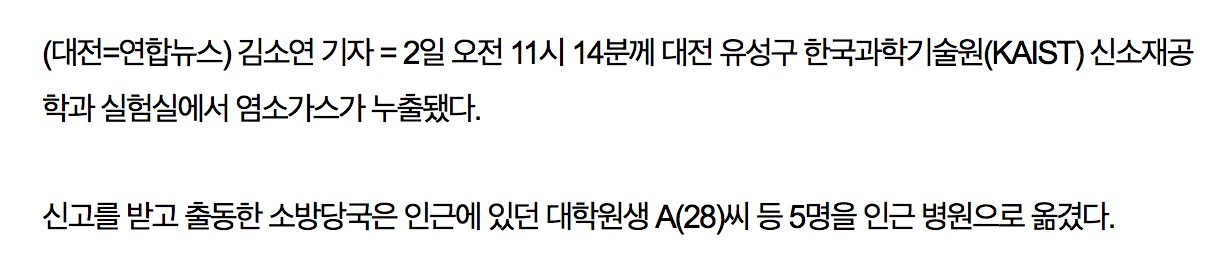 (대전=연합뉴스) 김소연 기자 = 2일 오전 11시 14분께 대전 유성구 한국과학기술원(KAIST) 신소재공
학과 실험실에서 염소가스가 누출됐다.
신고를 받고 출동한 소방당국은 인근에 있던 대학원생 A(28)씨 등 5명을 인근 병원으로 옮겼다.